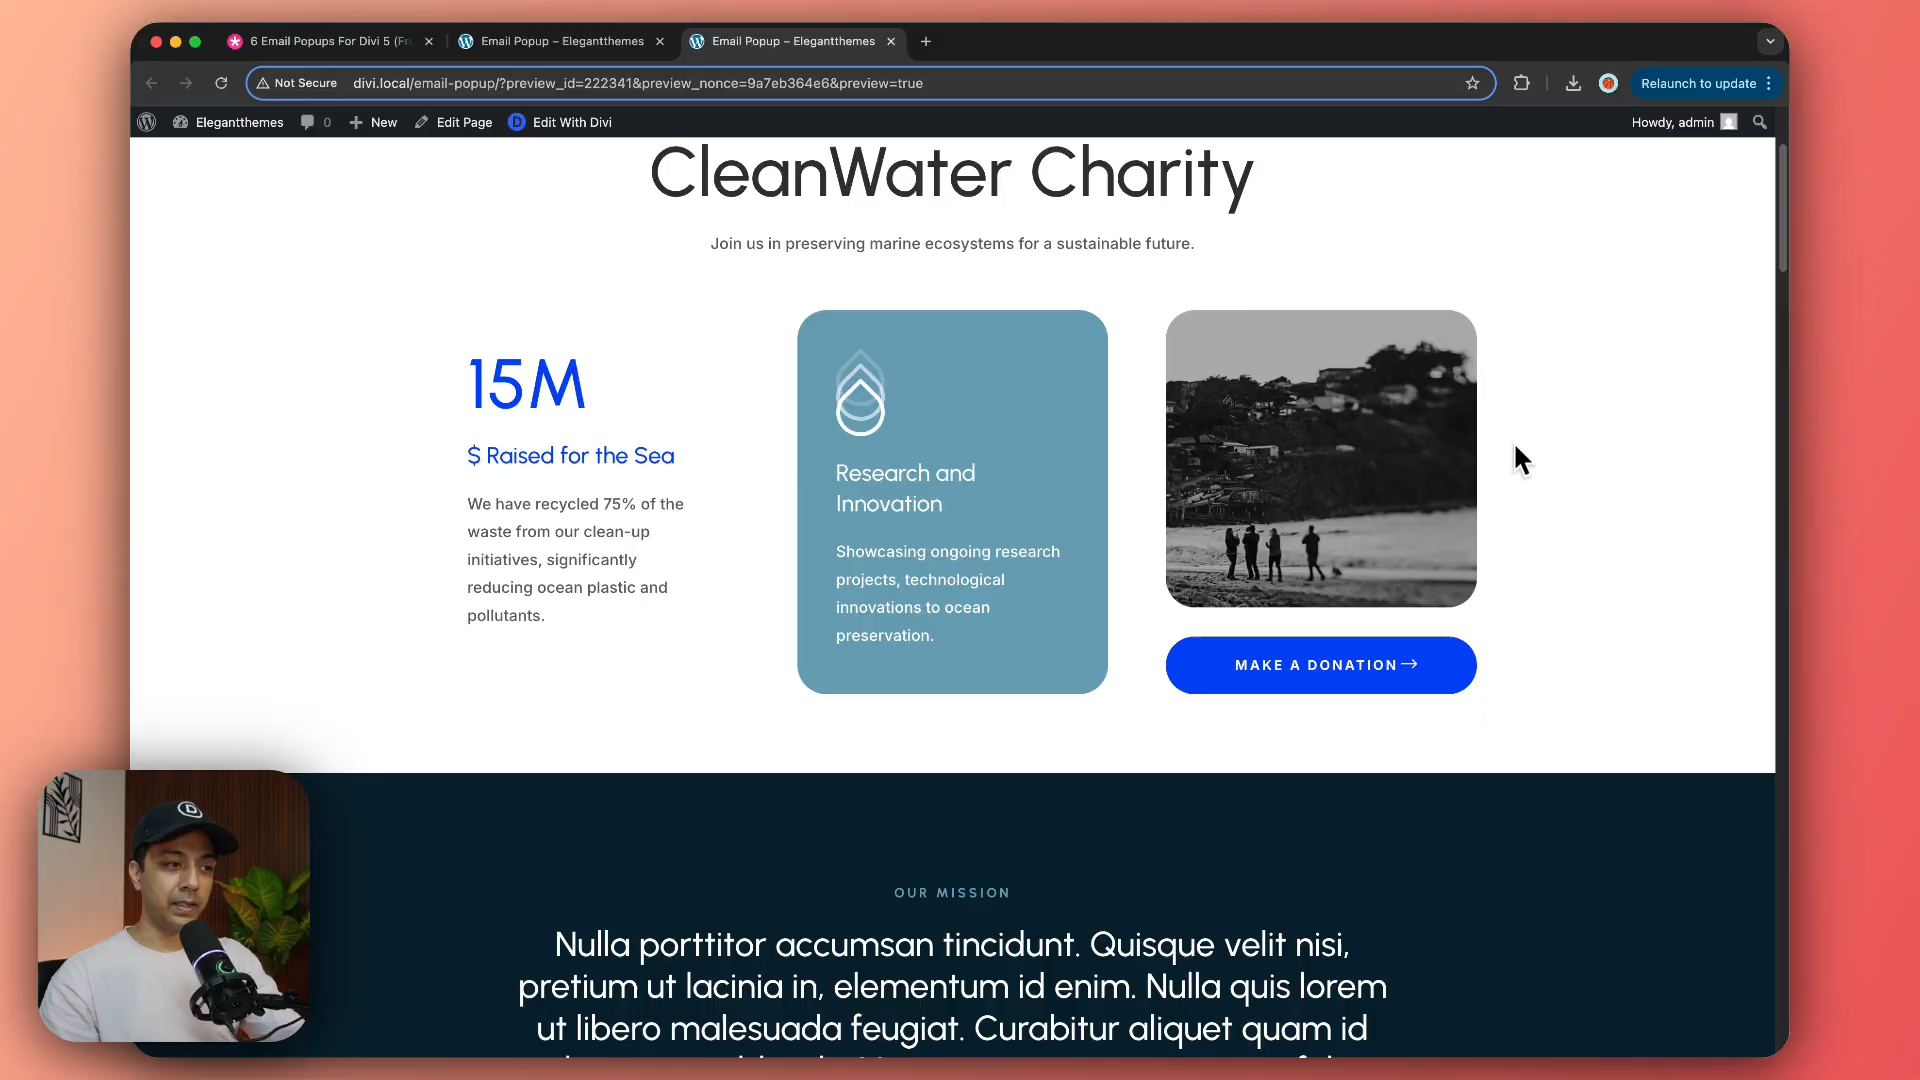 6 Email Popups For Divi 5 (Fr
Email Popup – Elegantthemes
Email Popup – Elegantthemes
Not Secure
divi.local/email-popup/?preview_id=222341&preview_nonce=9a7eb364e6&preview=true
Relaunch to update
Elegantthemes
0
New
Edit Page
D
Edit With Divi
Howdy, admin
CleanWater Charity
Join us in preserving marine ecosystems for a sustainable future.
15M
$ Raised for the Sea
We have recycled 75% of the
waste from our clean-up
initiatives, significantly
reducing ocean plastic and
pollutants.
Research and
Innovation
Showcasing ongoing research
projects, technological
innovations to ocean
preservation.
MAKE A DONATION
OUR MISSION
Nulla porttitor accumsan tincidunt. Quisque velit nisi,
pretium ut lacinia in, elementum id enim. Nulla quis lorem
ut libero malesuada feugiat. Curabitur aliquet quam id
D